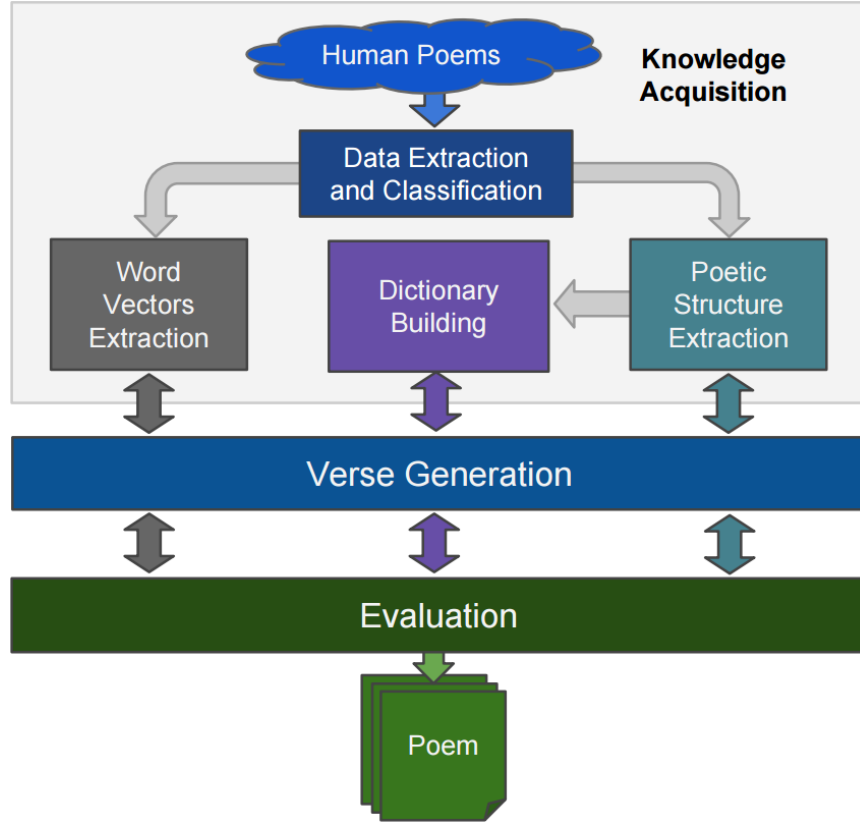 Human Poems
Knowledge
Acquisition
Data Extraction
and Classification
Word
Vectors
Extraction
Dictionary
Building
Poetic
Structure
Extraction
Verse Generation
Evaluation
Poem